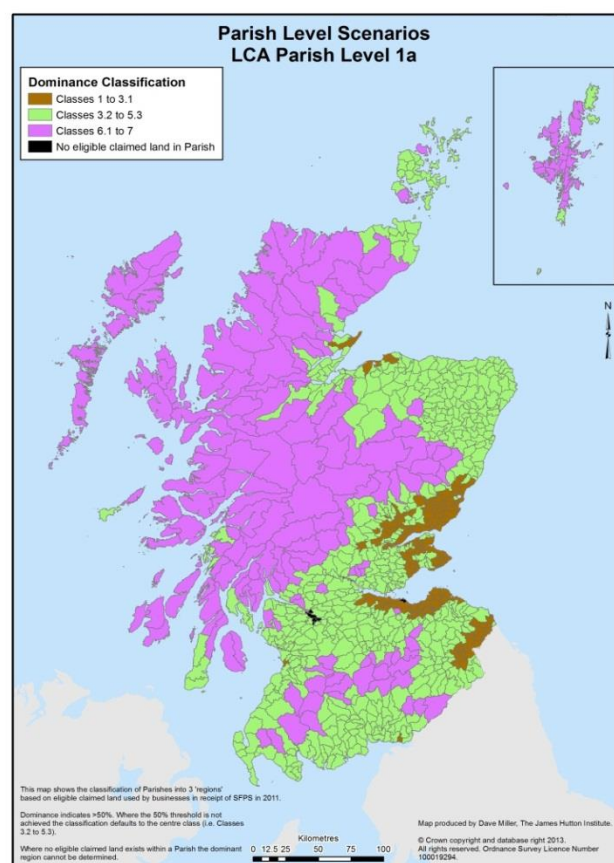 Parish Level Scenarios
LCA Parish Level 1a
Dominance Classification
Classes 1 to 3.1
Classes 3.2 to 5.3
Classes 6.1 to 7
No eligible claimed land in Parish
N
This map shows the classification of Parishes into 3 'regions'
based on eligible claimed land used by businesses in receipt of SFPS in 2011.
Dominance indicates >50%. Where the 50% threshold is not
achieved the classification defaults to the centre class (i.e. Classes
3.2 to 5.3).
Where no eligible claimed land exists within a Parish the dominant
region cannot be determined.
Kilometres
0 12.5 25 50 75 100
Map produced by Dave Miller, The James Hutton Institute.
© Crown copyright and database right 2013.
All rights reserved. Ordnance Survey Licence Number
100019294.